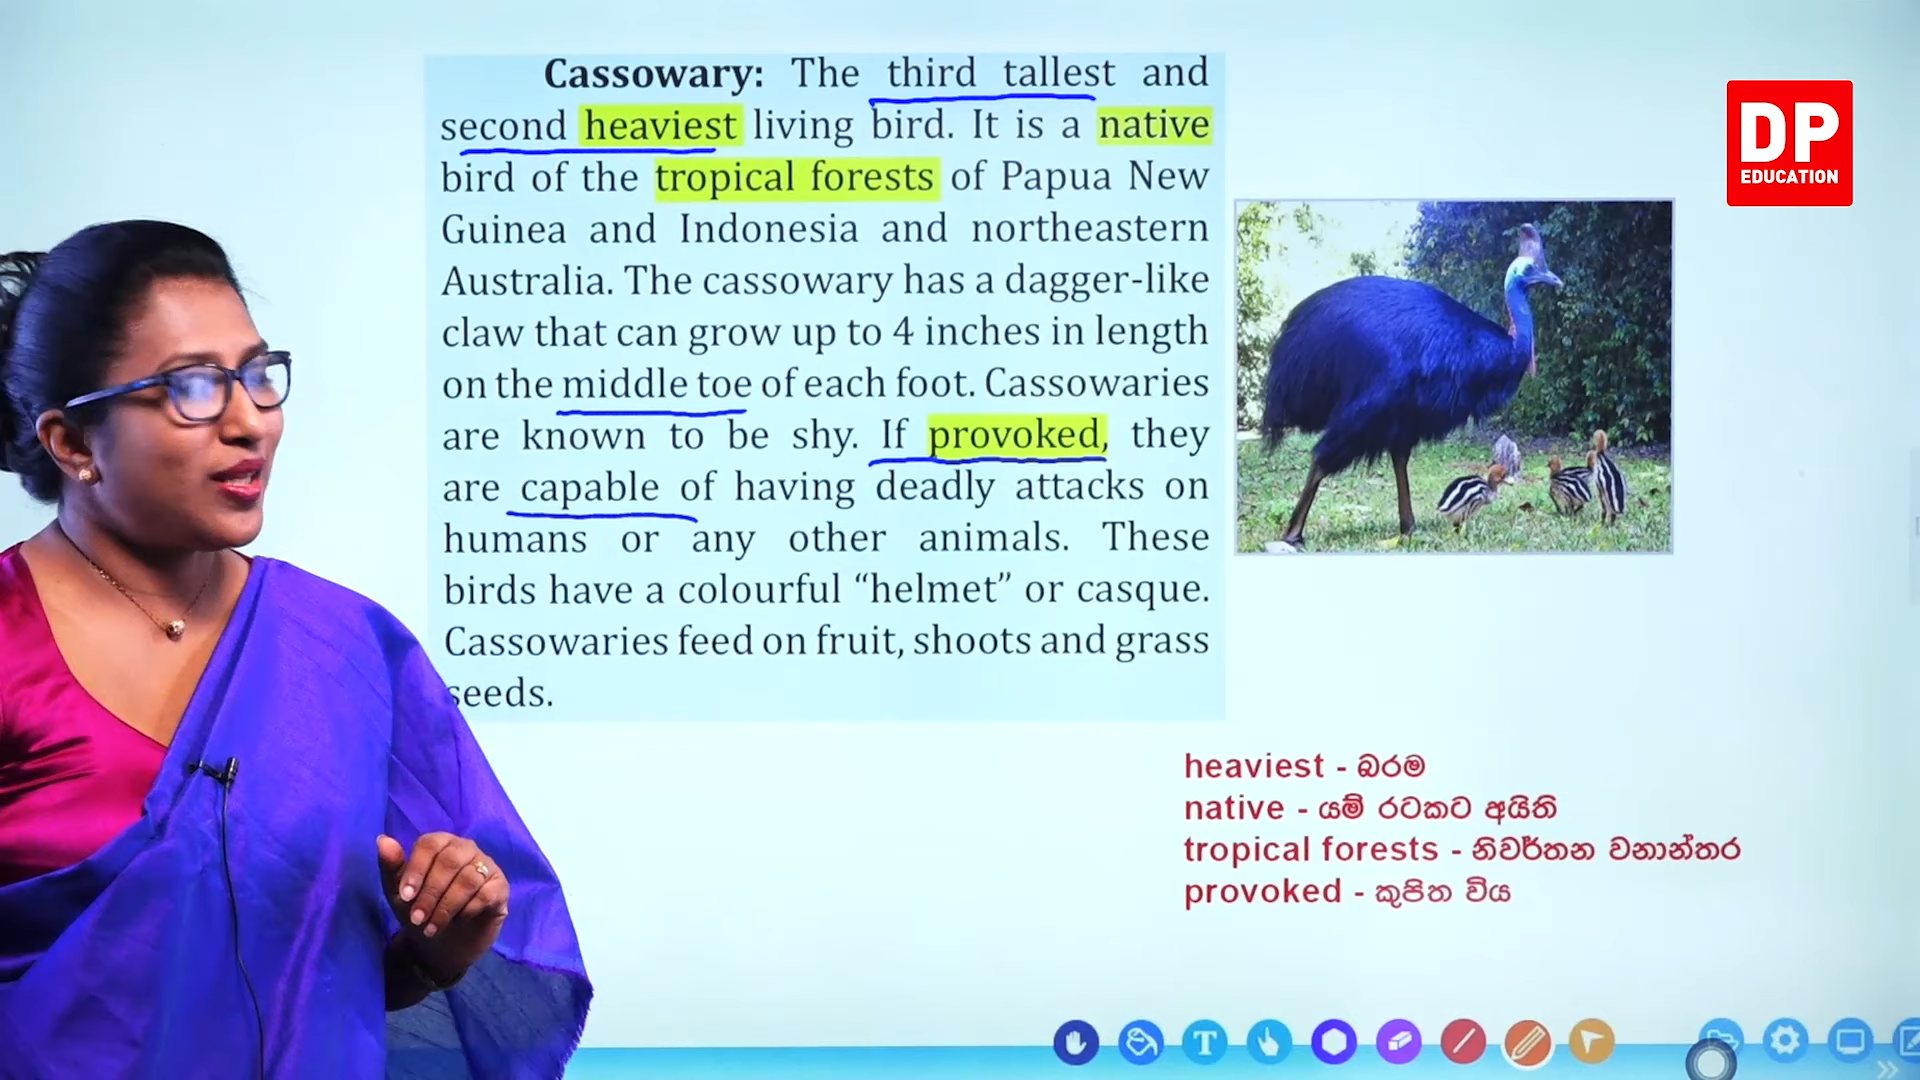 Cassowary: The third tallest and
second heaviest living bird. It is a native
bird of the tropical forests of Papua New
Guinea and Indonesia and northeastern
Australia. The cassowary has a dagger-like
claw that can grow up to 4 inches in length
on the middle toe of each foot. Cassowaries
are known to be shy. If provoked, they
are capable of having deadly attacks on
humans or any other animals. These
birds have a colourful “helmet” or casque.
Cassowaries feed on fruit, shoots and grass
seeds.
DP
EDUCATION
heaviest - බරම
native - යම් රටකට අයිති
tropical forests - නිවර්තන වනාන්තර
provoked - කුපිත විය
T